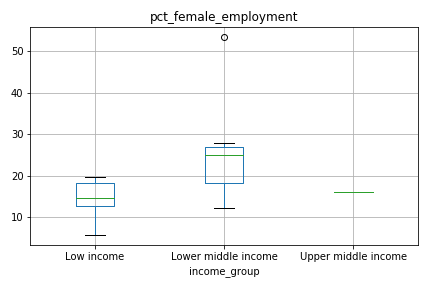 pct_female_employment
50
40
30
20
10
Low income
Lower middle income
Upper middle income
income_group